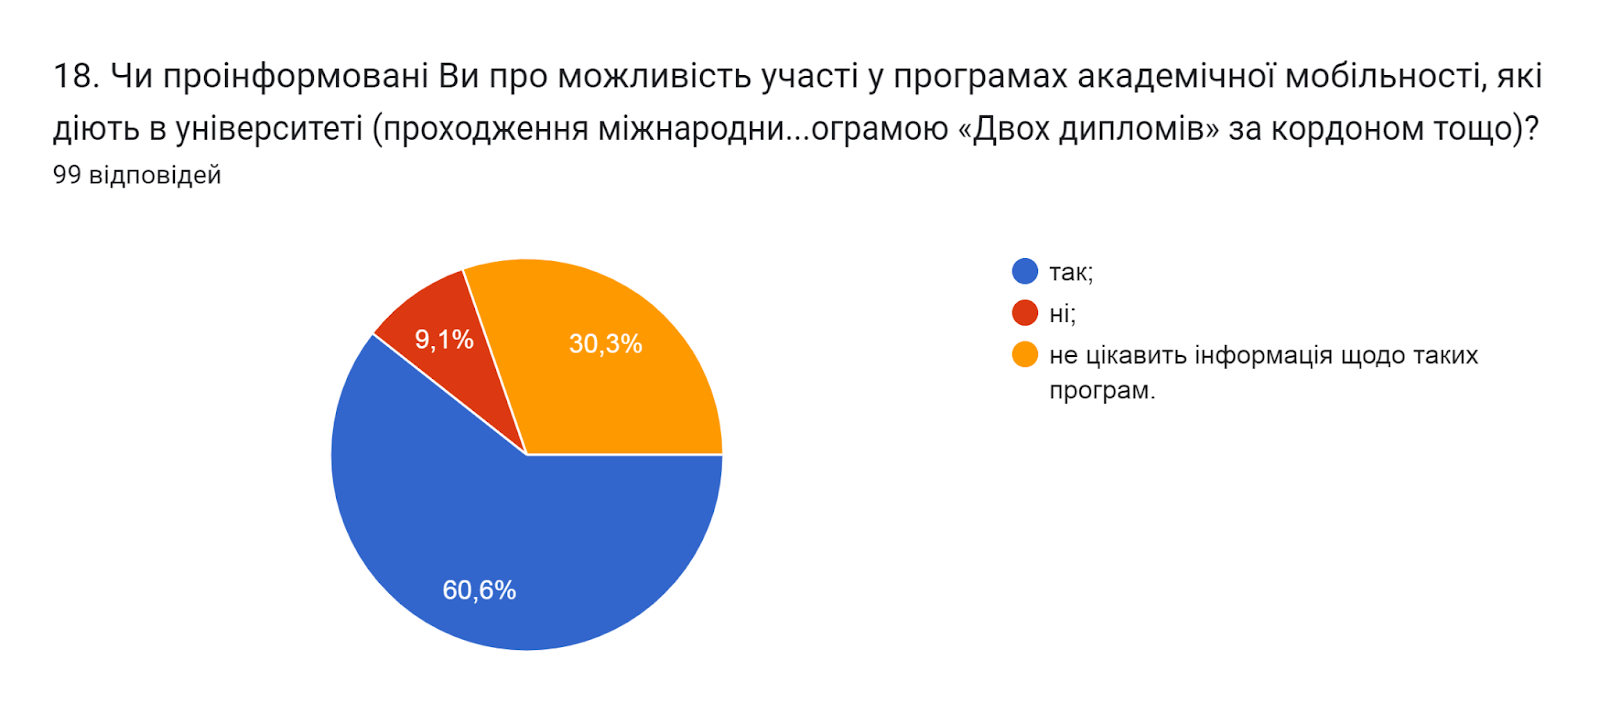 18. Чи проінформовані Ви про можливість участі у програмах академічної мобільності, які
діють в університеті (проходження міжнародни...ограмою «Двох дипломів» за кордоном тощо)?
99 відповідей
так;
ні;
не цікавить інформація щодо таких
програм.
9,1%
30,3%
60,6%